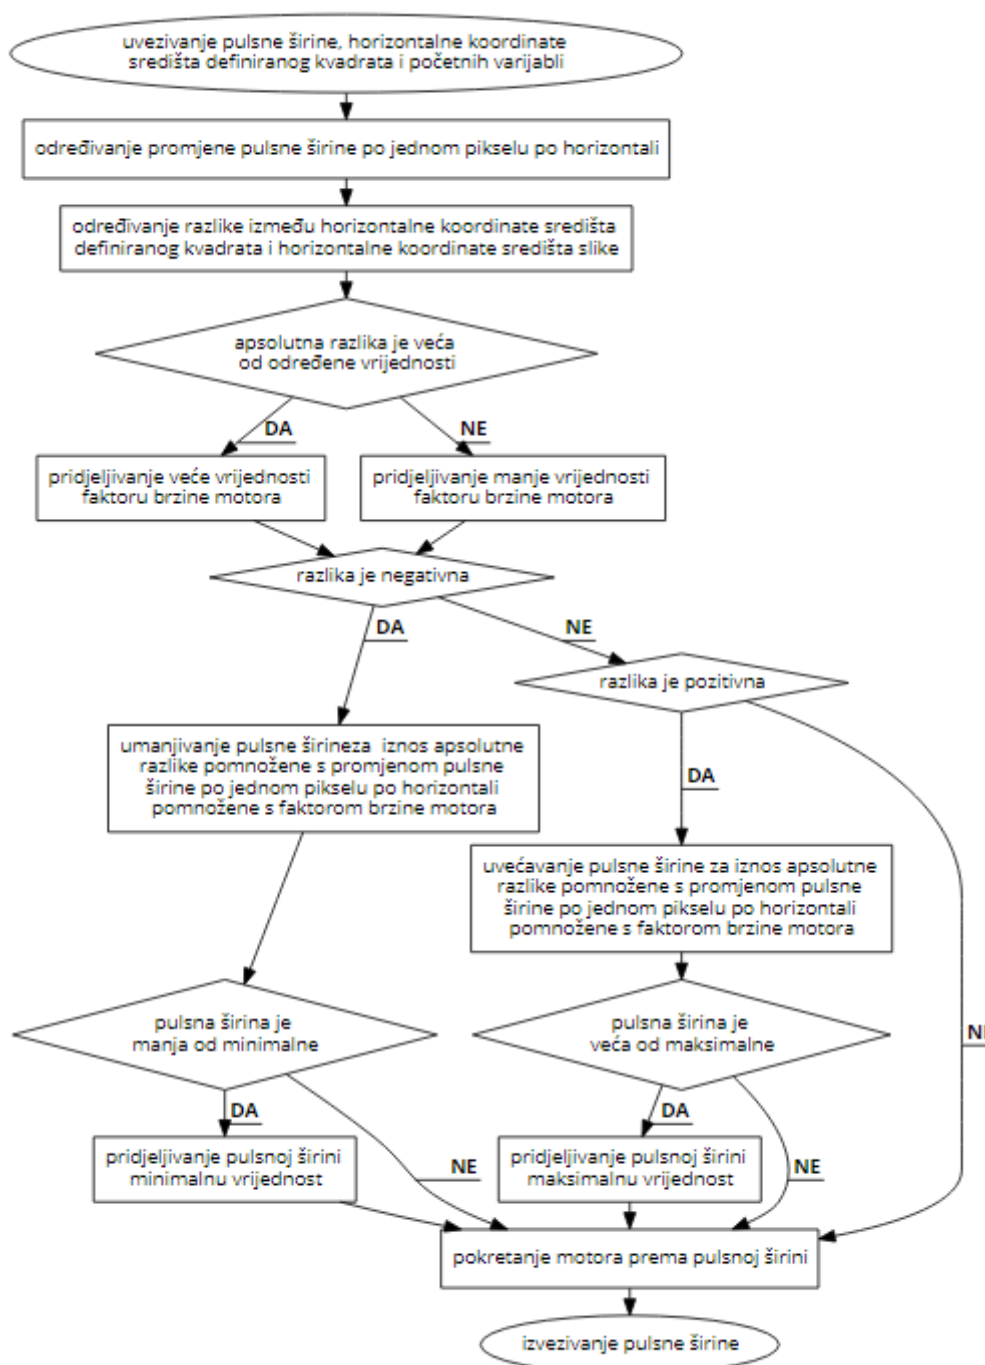 uvezivanje pulsne širine, horizontalne koordinate
središta definiranog kvadrata i početnih varijabli
određivanje promjene pulsne širine po jednom pikselu po horizontali
određivanje razlike između horizontalne koordinate središta
definiranog kvadrata i horizontalne koordinate središta slike
apsolutna razlika je veća
od određene vrijednosti
DA
NE
pridjeljivanje veće vrijednosti
faktoru brzine motora
pridjeljivanje manje vrijednosti
faktoru brzine motora
razlika je negativna
DA
NE
razlika je pozitivna
umanjivanje pulsne širineza  iznos apsolutne
razlike pomnožene s promjenom pulsne
širine po jednom pikselu po horizontali
pomnožene s faktorom brzine motora
DA
uvećavanje pulsne širine za iznos apsolutne
razlike pomnožene s promjenom pulsne
širine po jednom pikselu po horizontali
pomnožene s faktorom brzine motora
pulsna širina je
manja od minimalne
pulsna širina je
veća od maksimalne
NE
DA
DA
pridjeljivanje pulsnoj širini
minimalnu vrijednost
NE
pridjeljivanje pulsnoj širini
maksimalnu vrijednost
NE
pokretanje motora prema pulsnoj širini
izvezivanje pulsne širine